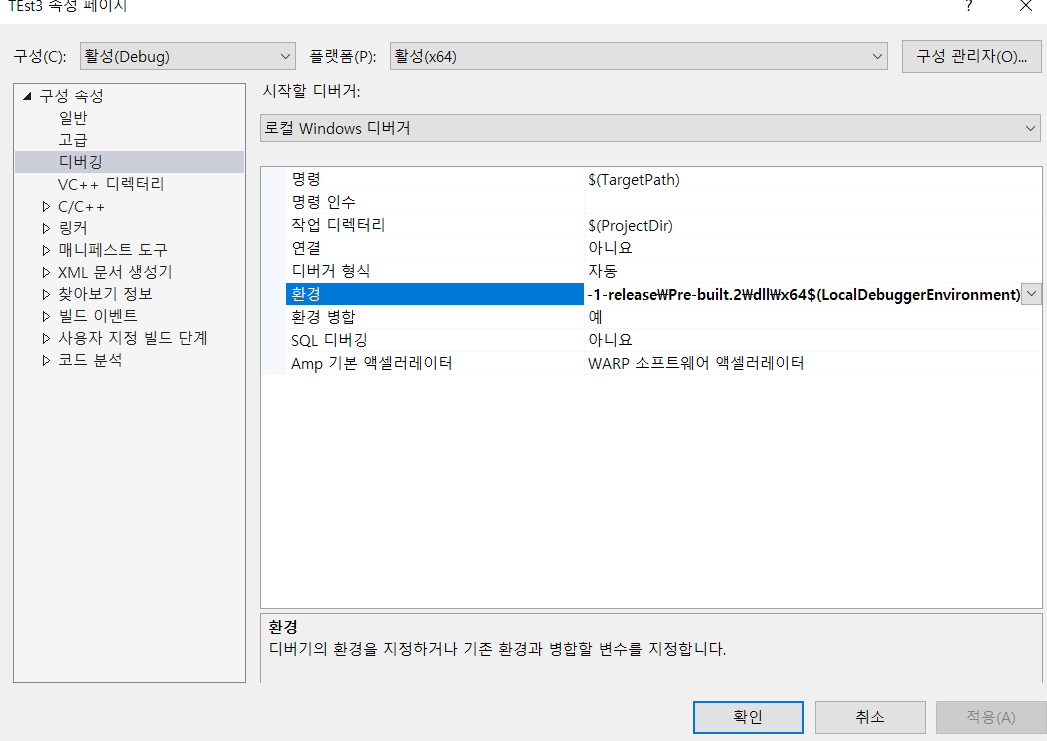 TEst3 속성 페이지
?
구성(C):
활성(Debug)
플랫폼(P):
활성(x64)
구성 관리자(O)...
구성 속성
일반
고급
디버깅
VC++ 디렉터리
C/C++
링커
매니페스트 도구
XML 문서 생성기
찾아보기 정보
빌드 이벤트
사용자 지정 빌드 단계
코드 분석
시작할 디버거:
로컬 Windows 디버거
명령 $(TargetPath)
명령 인수
작업 디렉터리 $(ProjectDir)
연결 아니요
디버거 형식 자동
환경 -1-release₩Pre-built.2₩dll₩x64$(LocalDebuggerEnvironment)
환경 병합 예
SQL 디버깅 아니요
Amp 기본 액셀러레이터 WARP 소프트웨어 액셀러레이터
환경
디버기의 환경을 지정하거나 기존 환경과 병합할 변수를 지정합니다.
확인
취소
적용(A)